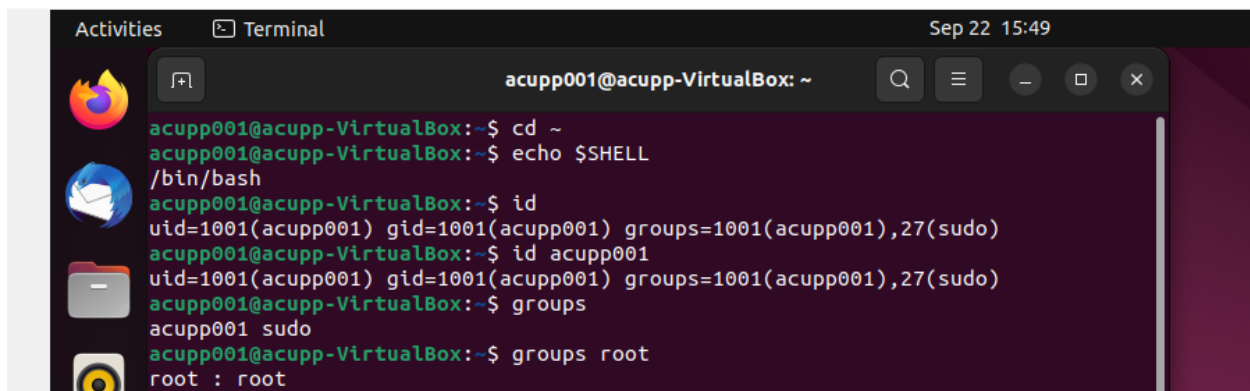 Activities Terminal Sep 22 15:49
acupp001@acupp-VirtualBox: ~
acupp001@acupp-VirtualBox:~$ cd ~
acupp001@acupp-VirtualBox:~$ echo $SHELL
/bin/bash
acupp001@acupp-VirtualBox:~$ id
uid=1001(acupp001) gid=1001(acupp001) groups=1001(acupp001),27(sudo)
acupp001@acupp-VirtualBox:~$ id acupp001
uid=1001(acupp001) gid=1001(acupp001) groups=1001(acupp001),27(sudo)
acupp001@acupp-VirtualBox:~$ groups
acupp001 sudo
acupp001@acupp-VirtualBox:~$ groups root
root : root